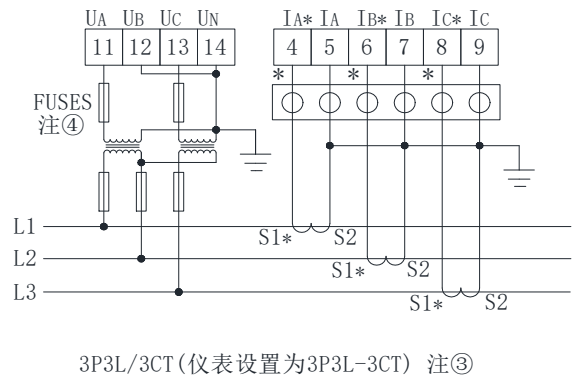 UA UB UC UN IA* IA IB* IB IC* IC
11 12 13 14 4 5 6 7 8 9
* * *
FUSES
注④
L1
S1* S2
L2
S1* S2
L3
S1* S2
3P3L/3CT(仪表设置为3P3L-3CT) 注③